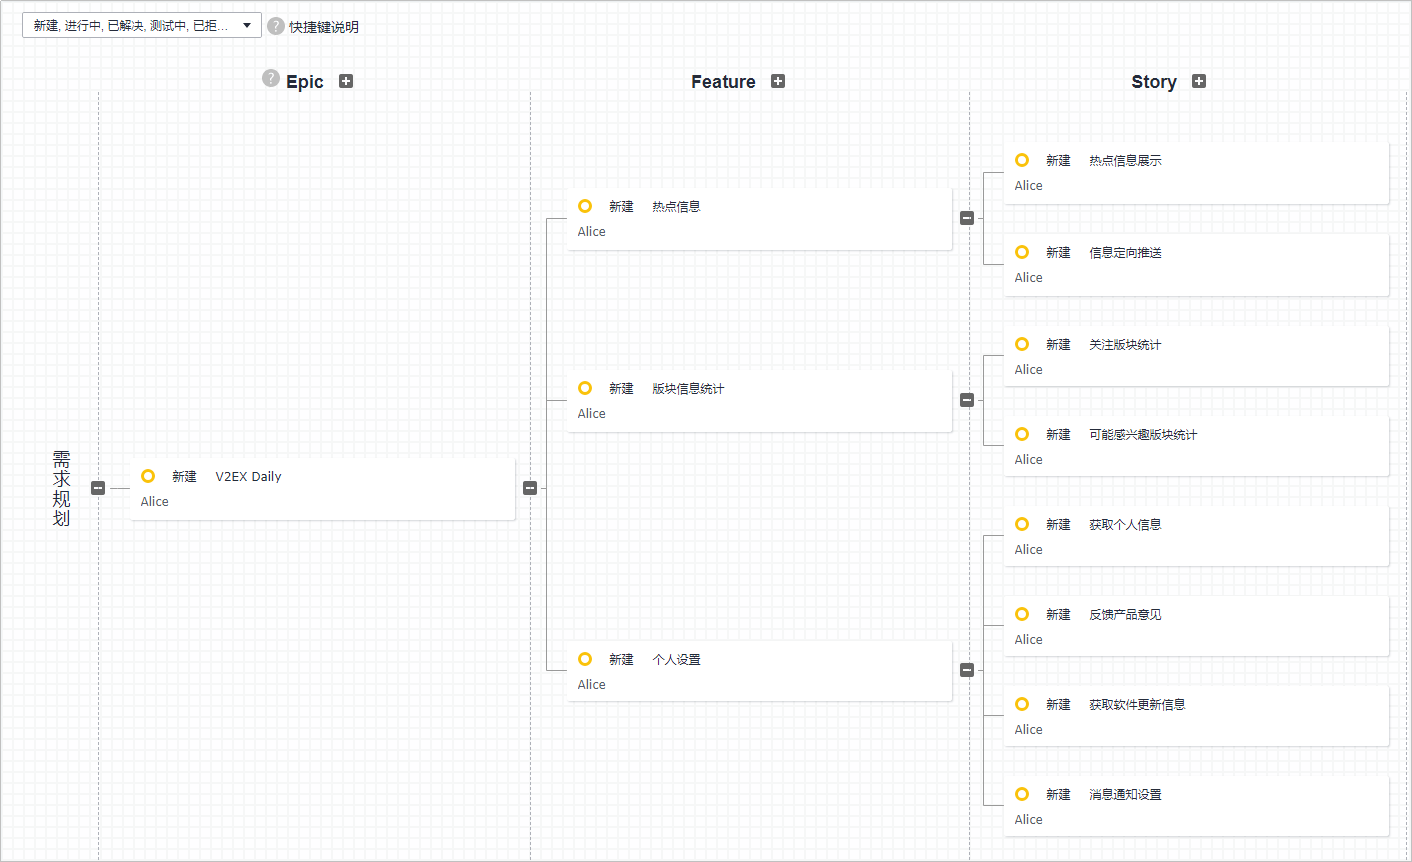 新建, 进行中, 已解决, 测试中, 已拒...
快捷键说明
Epic
Feature
Story
需求规划
新建 V2EX Daily
Alice
新建 热点信息
Alice
新建 版块信息统计
Alice
新建 个人设置
Alice
新建 热点信息展示
Alice
新建 信息定向推送
Alice
新建 关注版块统计
Alice
新建 可能感兴趣版块统计
Alice
新建 获取个人信息
Alice
新建 反馈产品意见
Alice
新建 获取软件更新信息
Alice
新建 消息通知设置
Alice